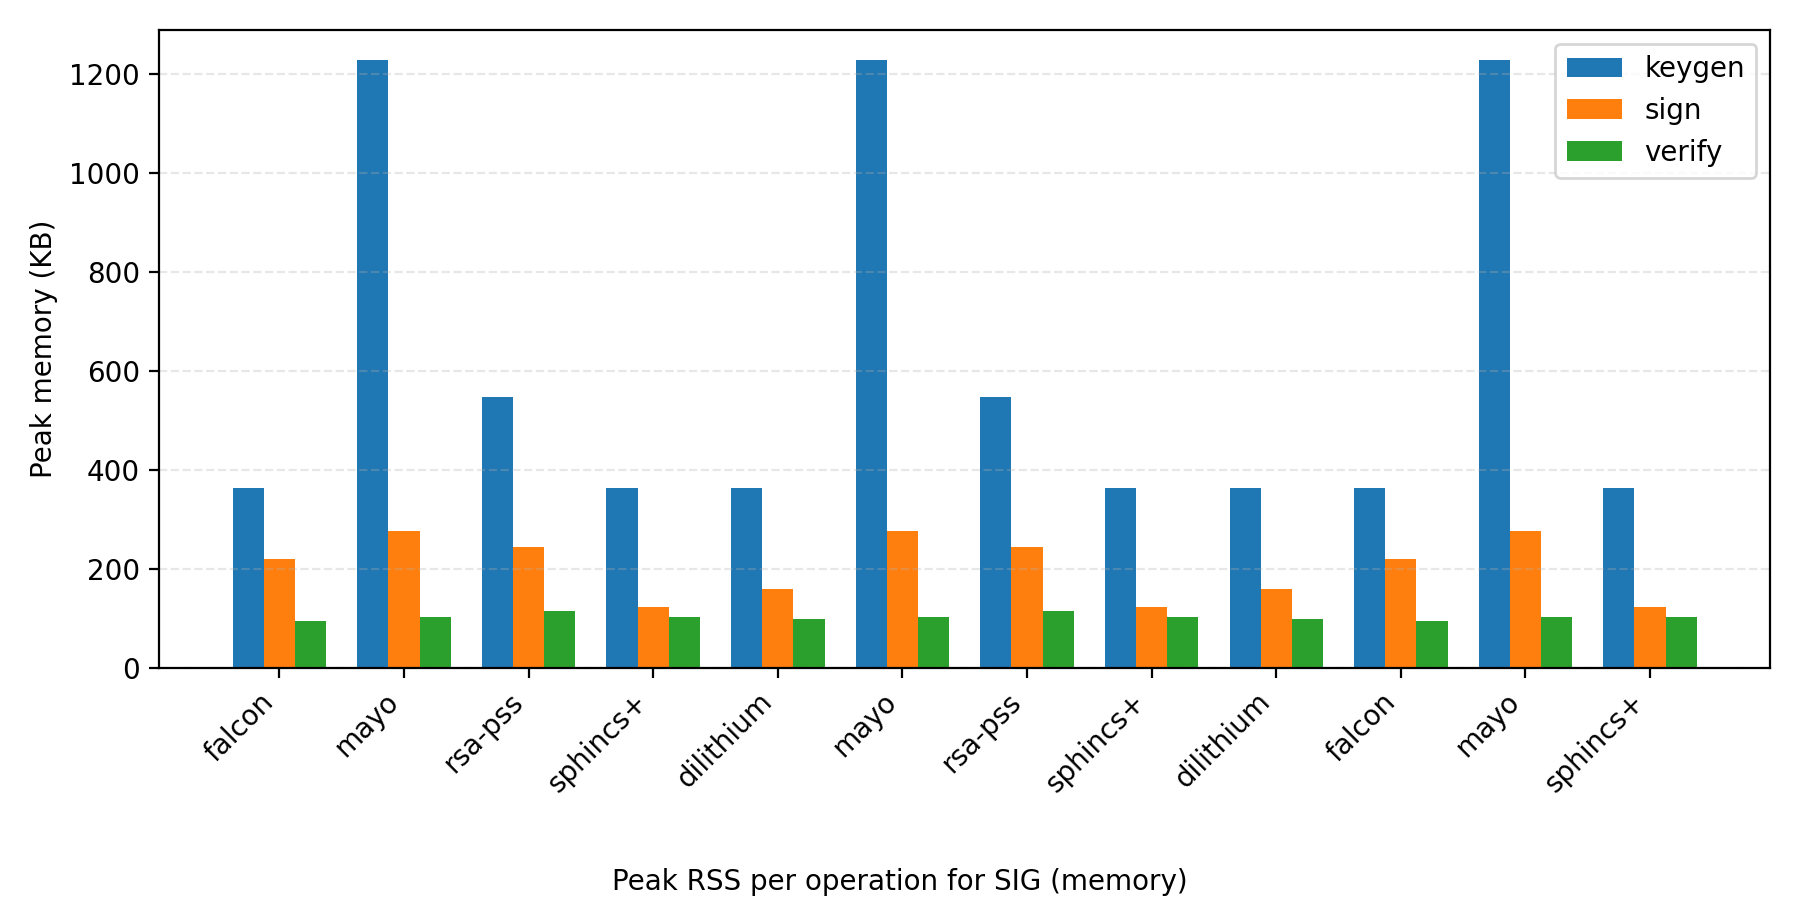 1200
1000
800
600
400
200
0
Peak memory (KB)
keygen
sign
verify
falcon
mayo
rsa-pss
sphincs+
dilithium
mayo
rsa-pss
sphincs+
dilithium
falcon
mayo
sphincs+
Peak RSS per operation for SIG (memory)